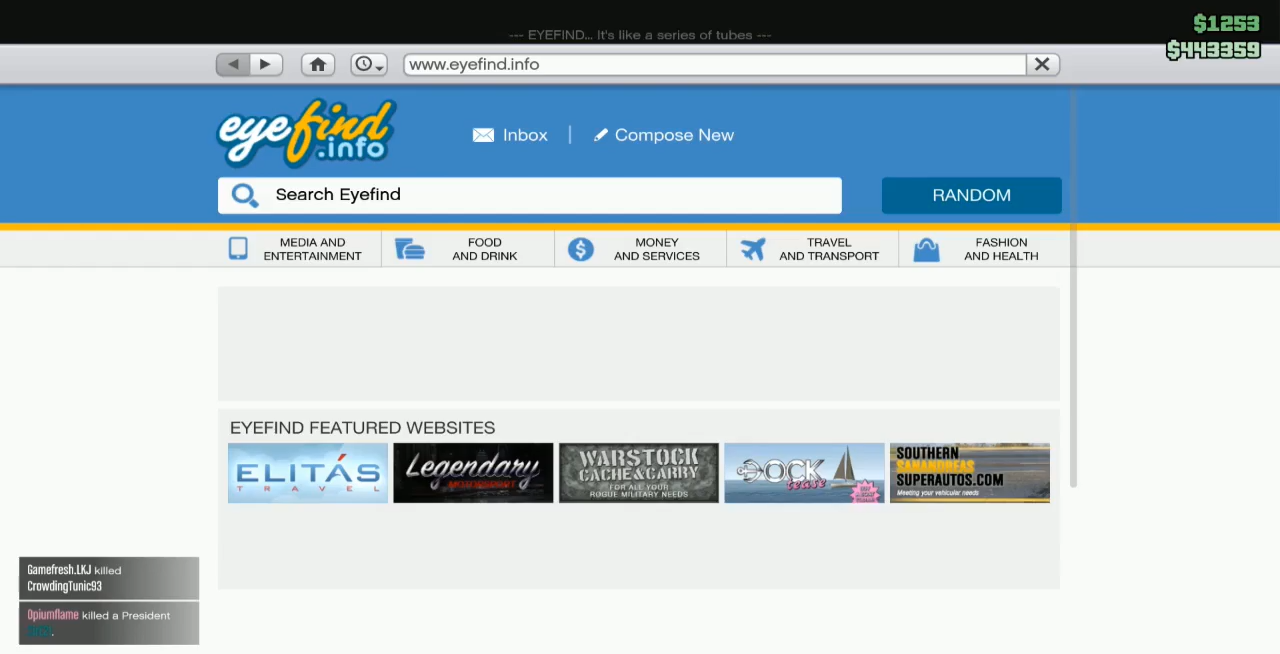 $1253
--- EYEFIND... It's like a series of tubes ---
$443359
www.eyefind.info
eyefind
.info
Inbox
Compose New
Search Eyefind
RANDOM
MEDIA AND
ENTERTAINMENT
FOOD
AND DRINK
MONEY
AND SERVICES
TRAVEL
AND TRANSPORT
FASHION
AND HEALTH
EYEFIND FEATURED WEBSITES
ELITÁS
TRAVEL
Legendary
MOTORSPORT
WARSTOCK
CACHE & CARRY
FOR ALL YOUR
ROGUE MILITARY NEEDS
DOCK
tease
SOUTHERN
SANANDREAS
SUPERAUTOS.COM
Meeting your vehicular needs
Gamefresh.LKJ killed
CrowdingTunic93
Opiumflame killed a President